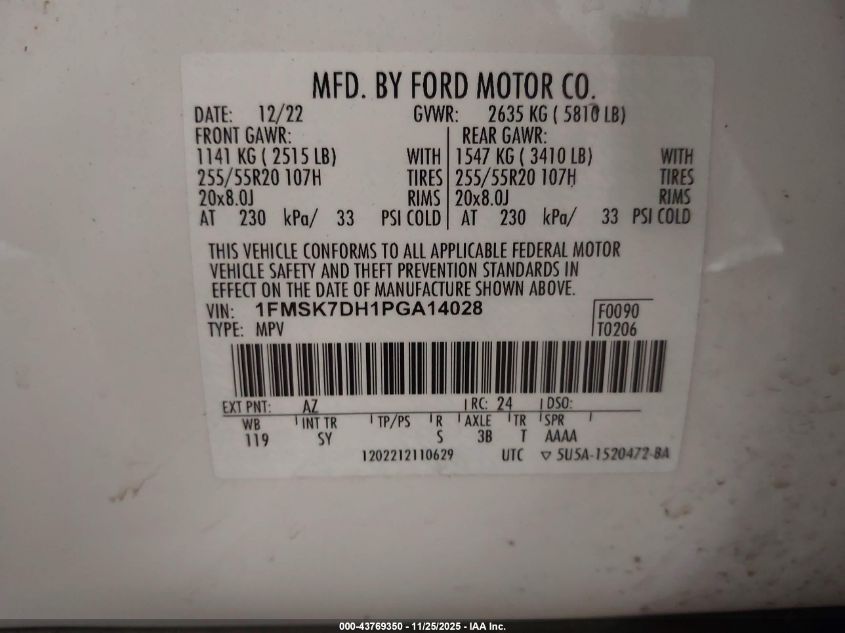 MFD. BY FORD MOTOR CO.
DATE: 12/22 GVWR: 2635 KG ( 5810 LB)
FRONT GAWR: REAR GAWR:
1141 KG ( 2515 LB) WITH 1547 KG ( 3410 LB) WITH
255/55R20 107H TIRES 255/55R20 107H TIRES
20x8.0J RIMS 20x8.0J RIMS
AT 230 kPa/ 33 PSI COLD AT 230 kPa/ 33 PSI COLD
THIS VEHICLE CONFORMS TO ALL APPLICABLE FEDERAL MOTOR
VEHICLE SAFETY AND THEFT PREVENTION STANDARDS IN
EFFECT ON THE DATE OF MANUFACTURE SHOWN ABOVE.
VIN: 1FMSK7DH1PGA14028 F0090
TYPE: MPV T0206
EXT PNT: AZ RC: 24 DSO:
WB INT TR TP/PS R AXLE TR SPR
119 SY S 3B T AAAA
1202212110629 UTC ▽ 5U5A-1520472-BA
000-43769350 - 11/25/2025 - IAA Inc.